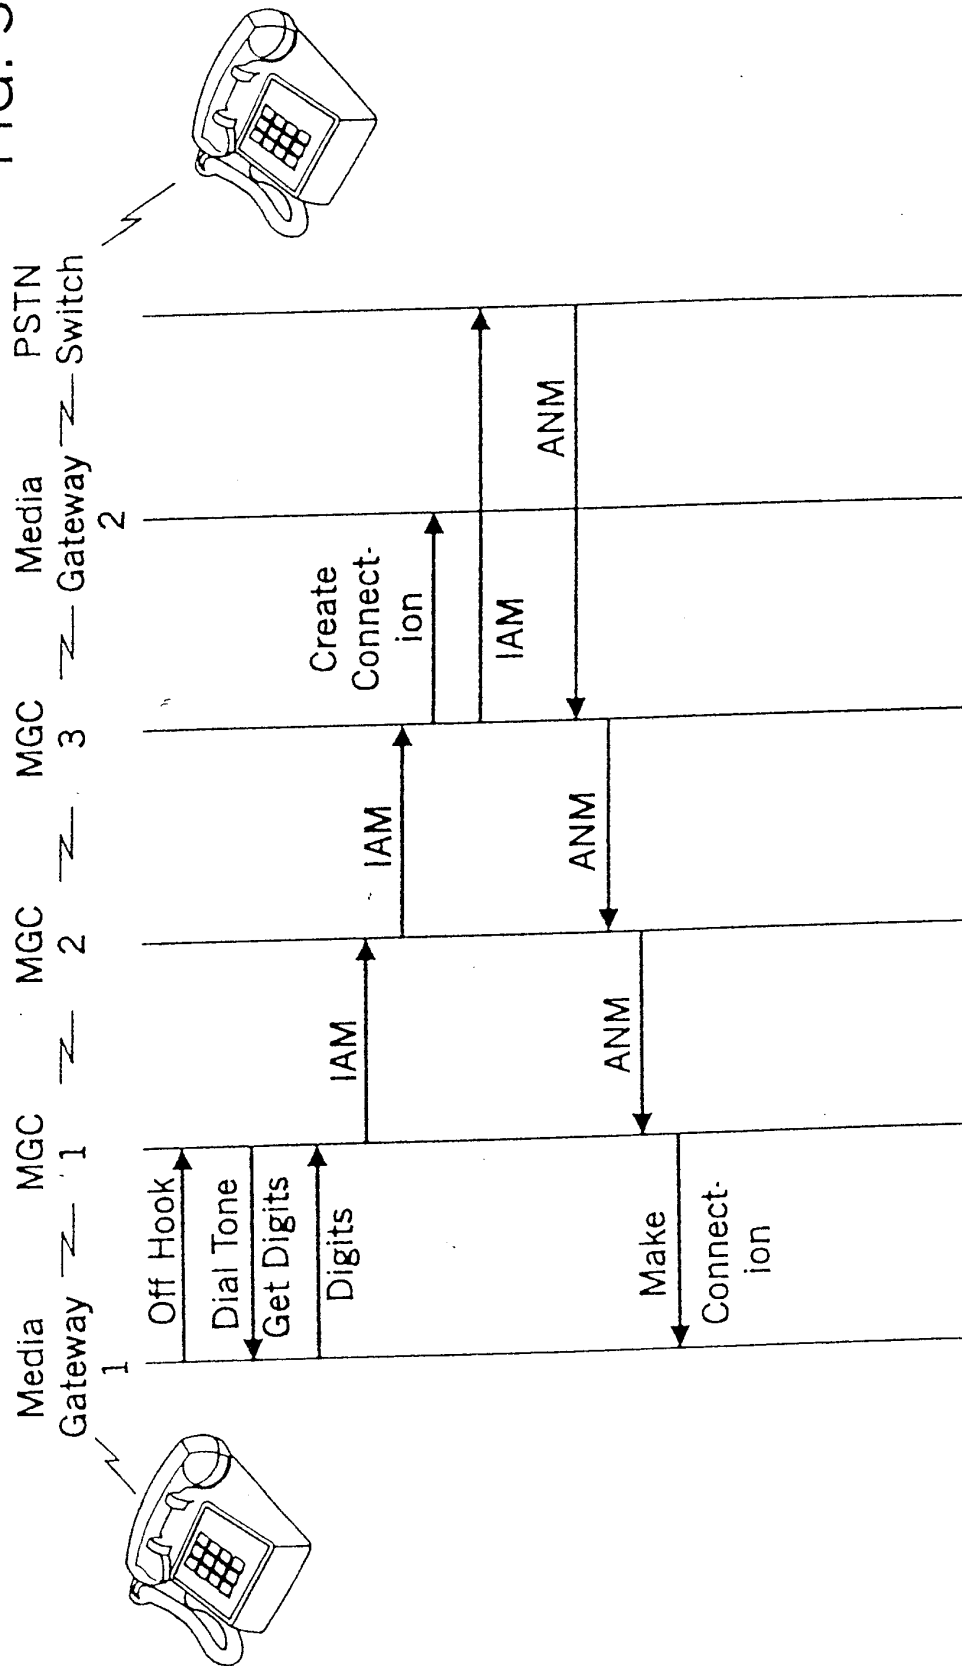 FIG.
Media
Gateway
1
MGC
1
MGC
2
MGC
3
Media
Gateway
2
PSTN
Switch
Off Hook
Dial Tone
Get Digits
Digits
IAM
IAM
Create
Connect-
ion
IAM
ANM
ANM
ANM
Make
Connect-
ion